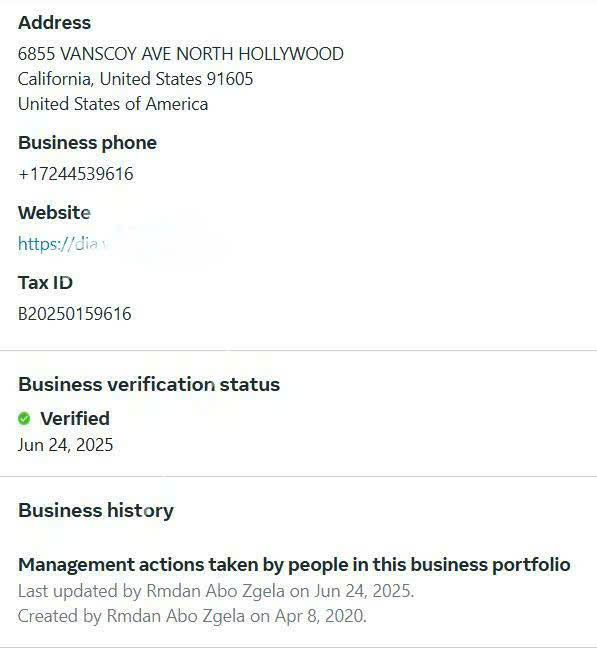 Address
6855 VANSCOY AVE NORTH HOLLYWOOD
California, United States 91605
United States of America
Business phone
+17244539616
Website
https://dia
Tax ID
B20250159616
Business verification status
Verified
Jun 24, 2025
Business history
Management actions taken by people in this business portfolio
Last updated by Rmdan Abo Zgela on Jun 24, 2025.
Created by Rmdan Abo Zgela on Apr 8, 2020.